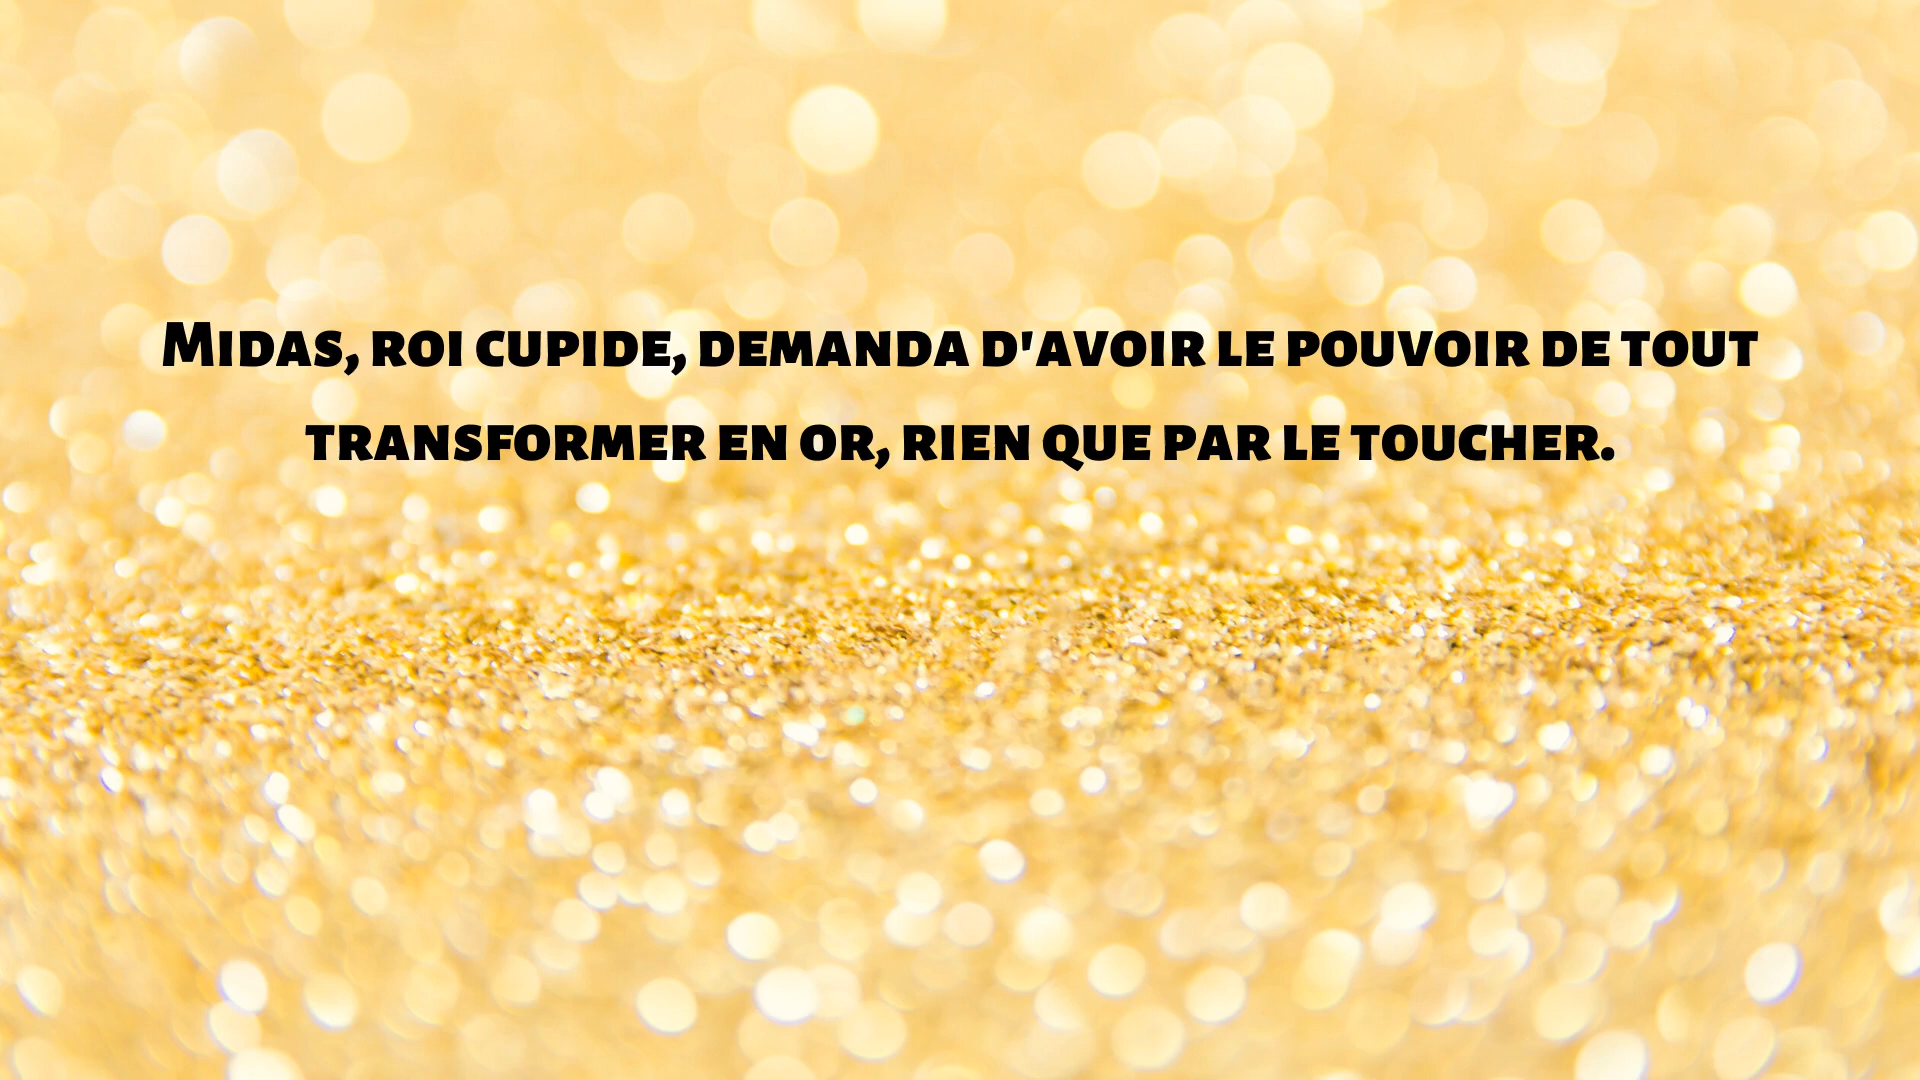 Midas, roi cupide, demanda d'avoir le pouvoir de tout
transformer en or, rien que par le toucher.